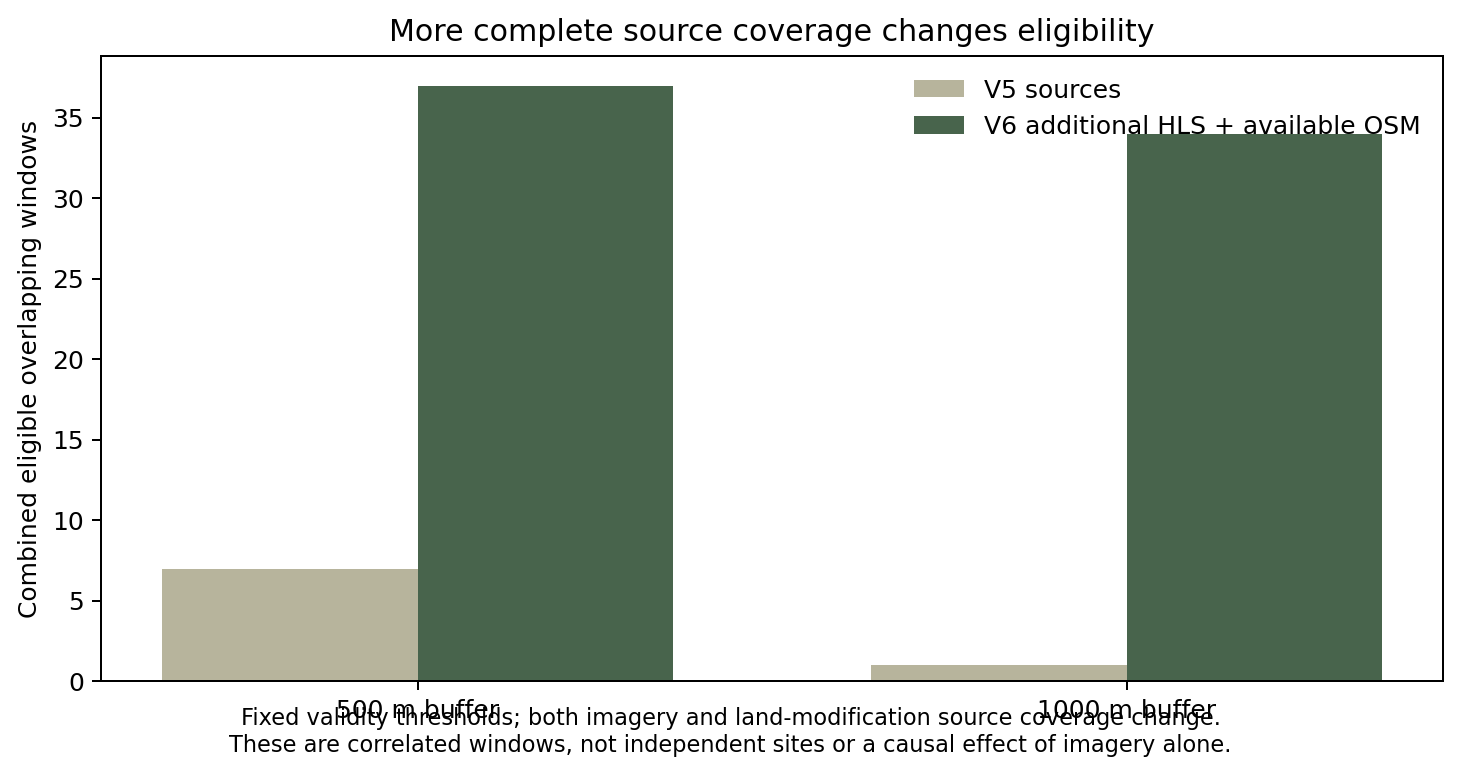 More complete source coverage changes eligibility
V5 sources
V6 additional HLS + available OSM
Combined eligible overlapping windows
35
30
25
20
15
10
5
0
500 m buffer
1000 m buffer
Fixed validity thresholds; both imagery and land-modification source coverage change.
These are correlated windows, not independent sites or a causal effect of imagery alone.